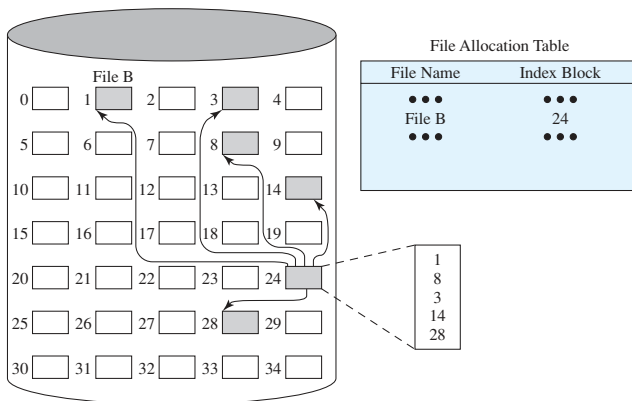 File B
0 1 2 3 4
5 6 7 8 9
10 11 12 13 14
15 16 17 18 19
20 21 22 23 24
25 26 27 28 29
30 31 32 33 34
File Allocation Table
File Name Index Block
••• •••
File B 24
••• •••
1
8
3
14
28